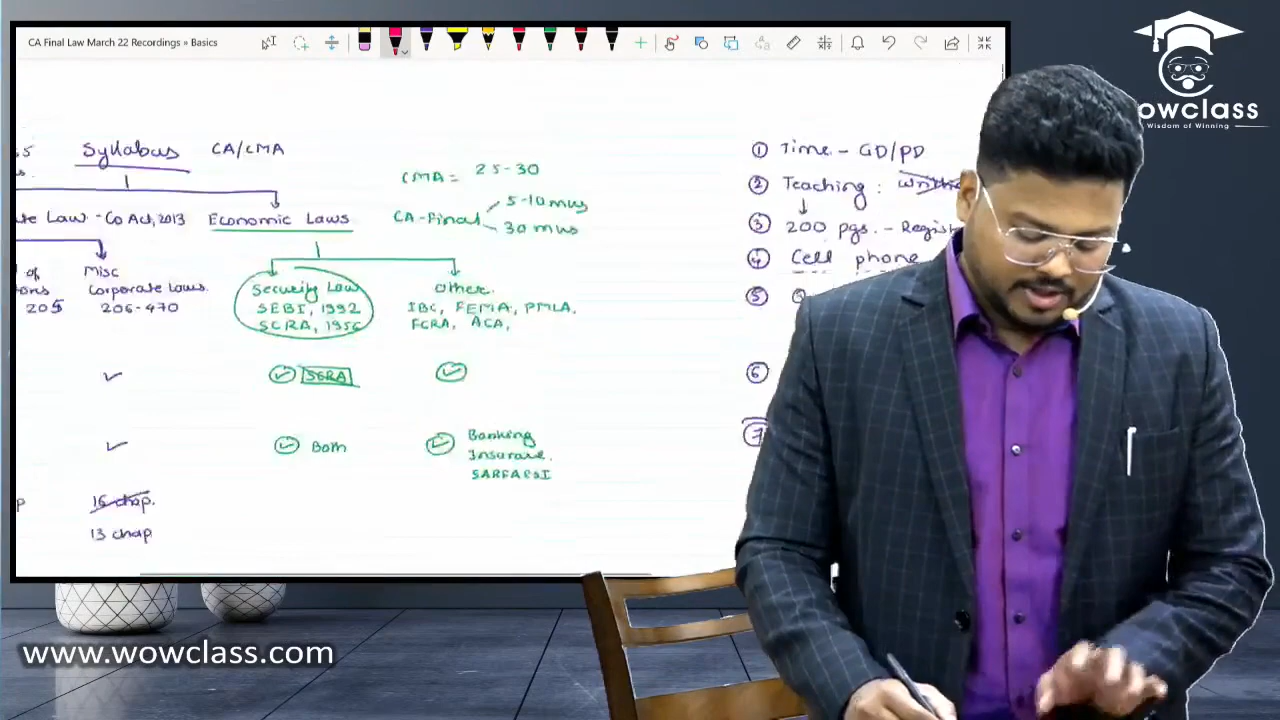 CA Final Law March 22 Recordings » Basics
owclass
Wisdom of Winning
Syllabus CA/CMA
Law - Co Act, 2013 Economic Laws
CMA = 25-30
CA-Final 5-10 mks
30 mks
Misc
Corporate Laws
205 206-470
Security Law
SEBI, 1992
SCRA, 1956
Other
IBC, FEMA, PMLA,
FCRA, ACA,
SCRA
Both
Banking
Insurance.
SARFAESI
16 chap.
13 chap
① Time - GD/PD
② Teaching :
③ 200 pgs. -
④ Cell phone
⑤
⑥
⑦
www.wowclass.com